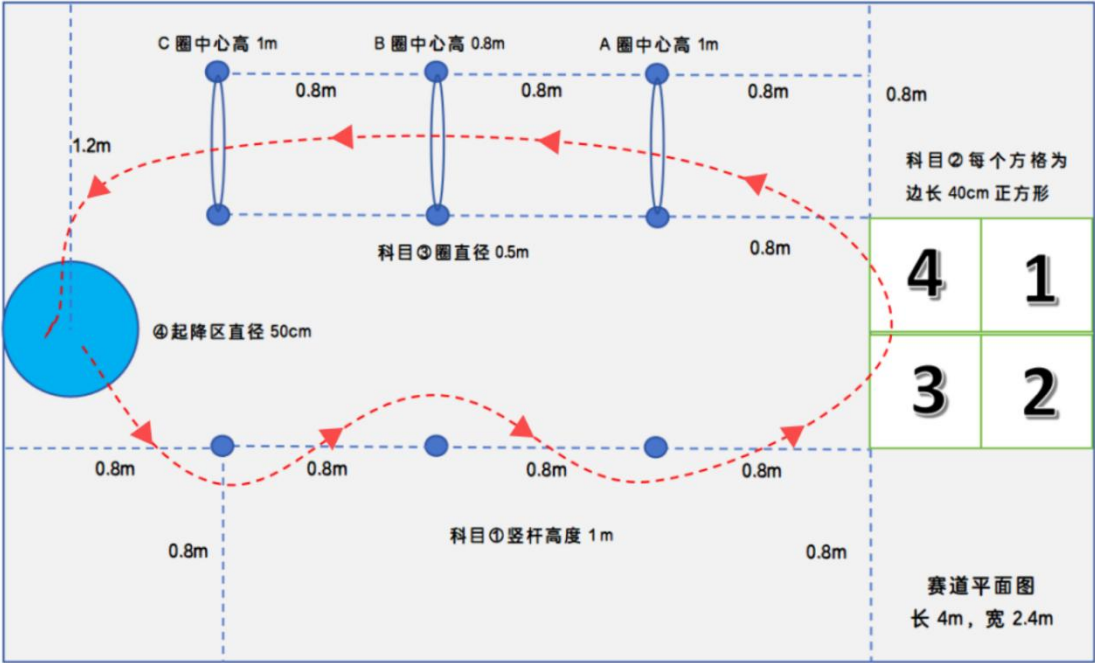 C 圈中心高 1m
B 圈中心高 0.8m
A 圈中心高 1m
0.8m
0.8m
0.8m
0.8m
1.2m
科目②每个方格为
边长 40cm 正方形
科目③圈直径 0.5m
0.8m
4
1
④起降区直径 50cm
3
2
0.8m
0.8m
0.8m
0.8m
科目①竖杆高度 1m
0.8m
0.8m
赛道平面图
长 4m，宽 2.4m